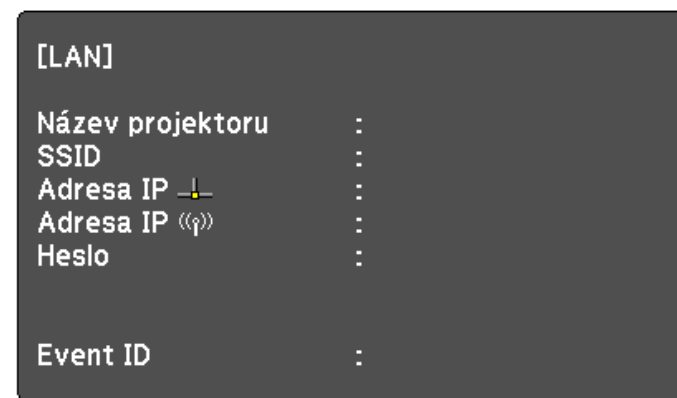 [LAN]
Název projektoru :
SSID :
Adresa IP :
Adresa IP :
Heslo :
Event ID :